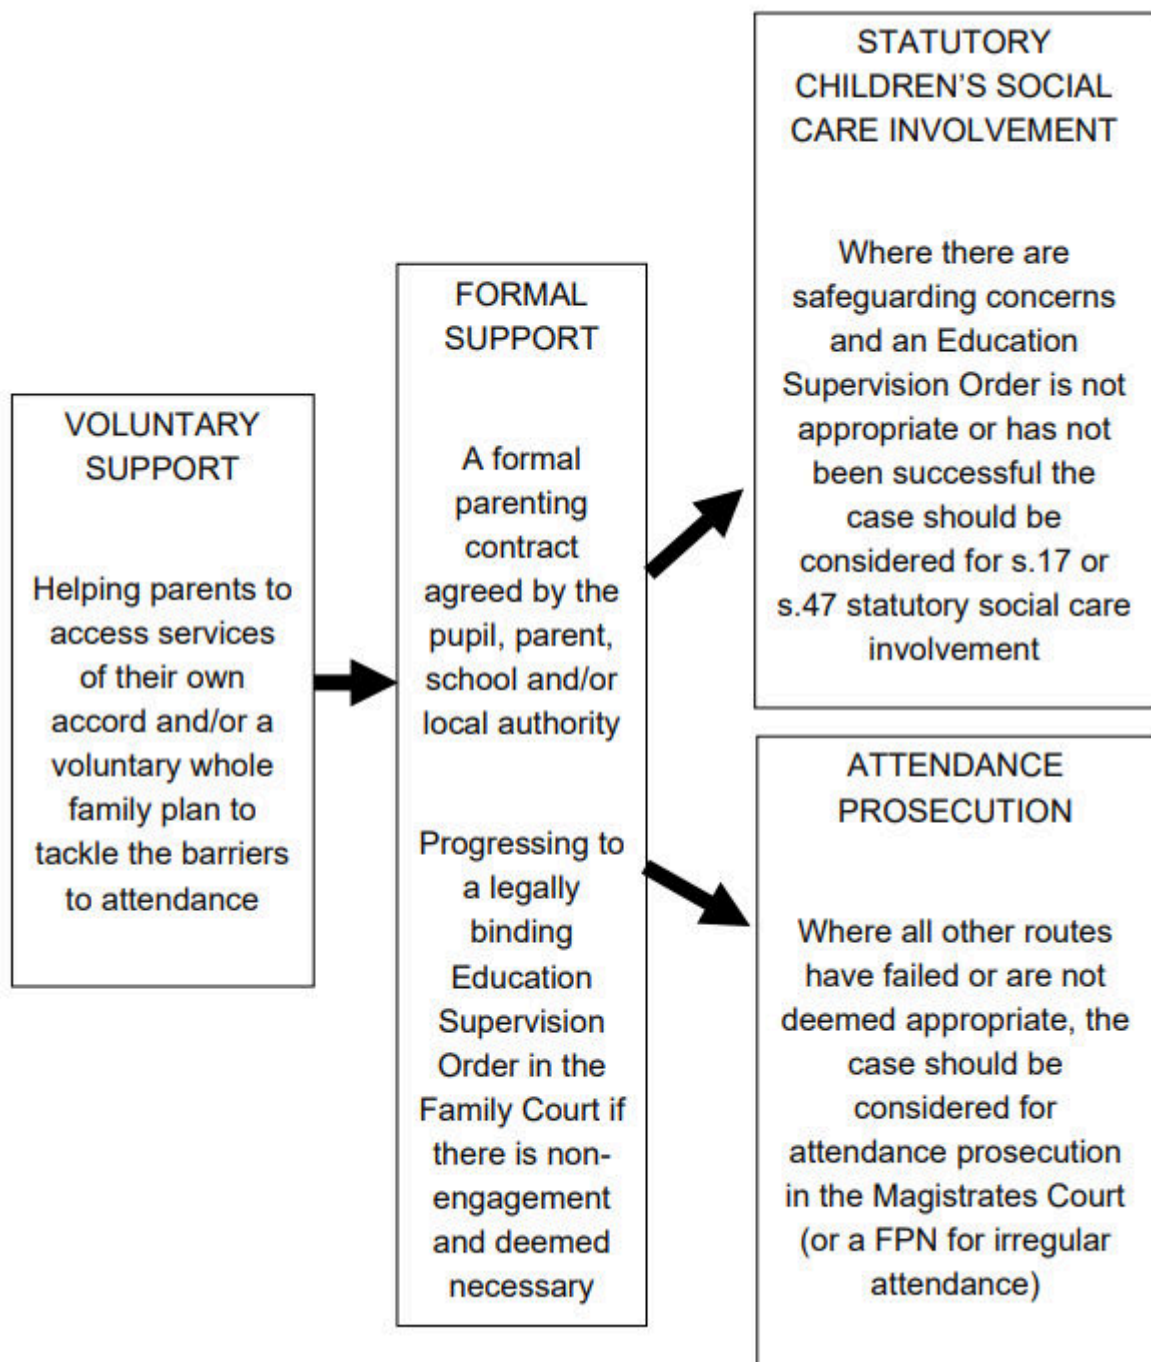 VOLUNTARY
SUPPORT
Helping parents to
access services
of their own
accord and/or a
voluntary whole
family plan to
tackle the barriers
to attendance
FORMAL
SUPPORT
A formal
parenting
contract
agreed by the
pupil, parent,
school and/or
local authority
Progressing to
a legally
binding
Education
Supervision
Order in the
Family Court if
there is non-
engagement
and deemed
necessary
STATUTORY
CHILDREN’S SOCIAL
CARE INVOLVEMENT
Where there are
safeguarding concerns
and an Education
Supervision Order is not
appropriate or has not
been successful the
case should be
considered for s.17 or
s.47 statutory social care
involvement
ATTENDANCE
PROSECUTION
Where all other routes
have failed or are not
deemed appropriate, the
case should be
considered for
attendance prosecution
in the Magistrates Court
(or a FPN for irregular
attendance)